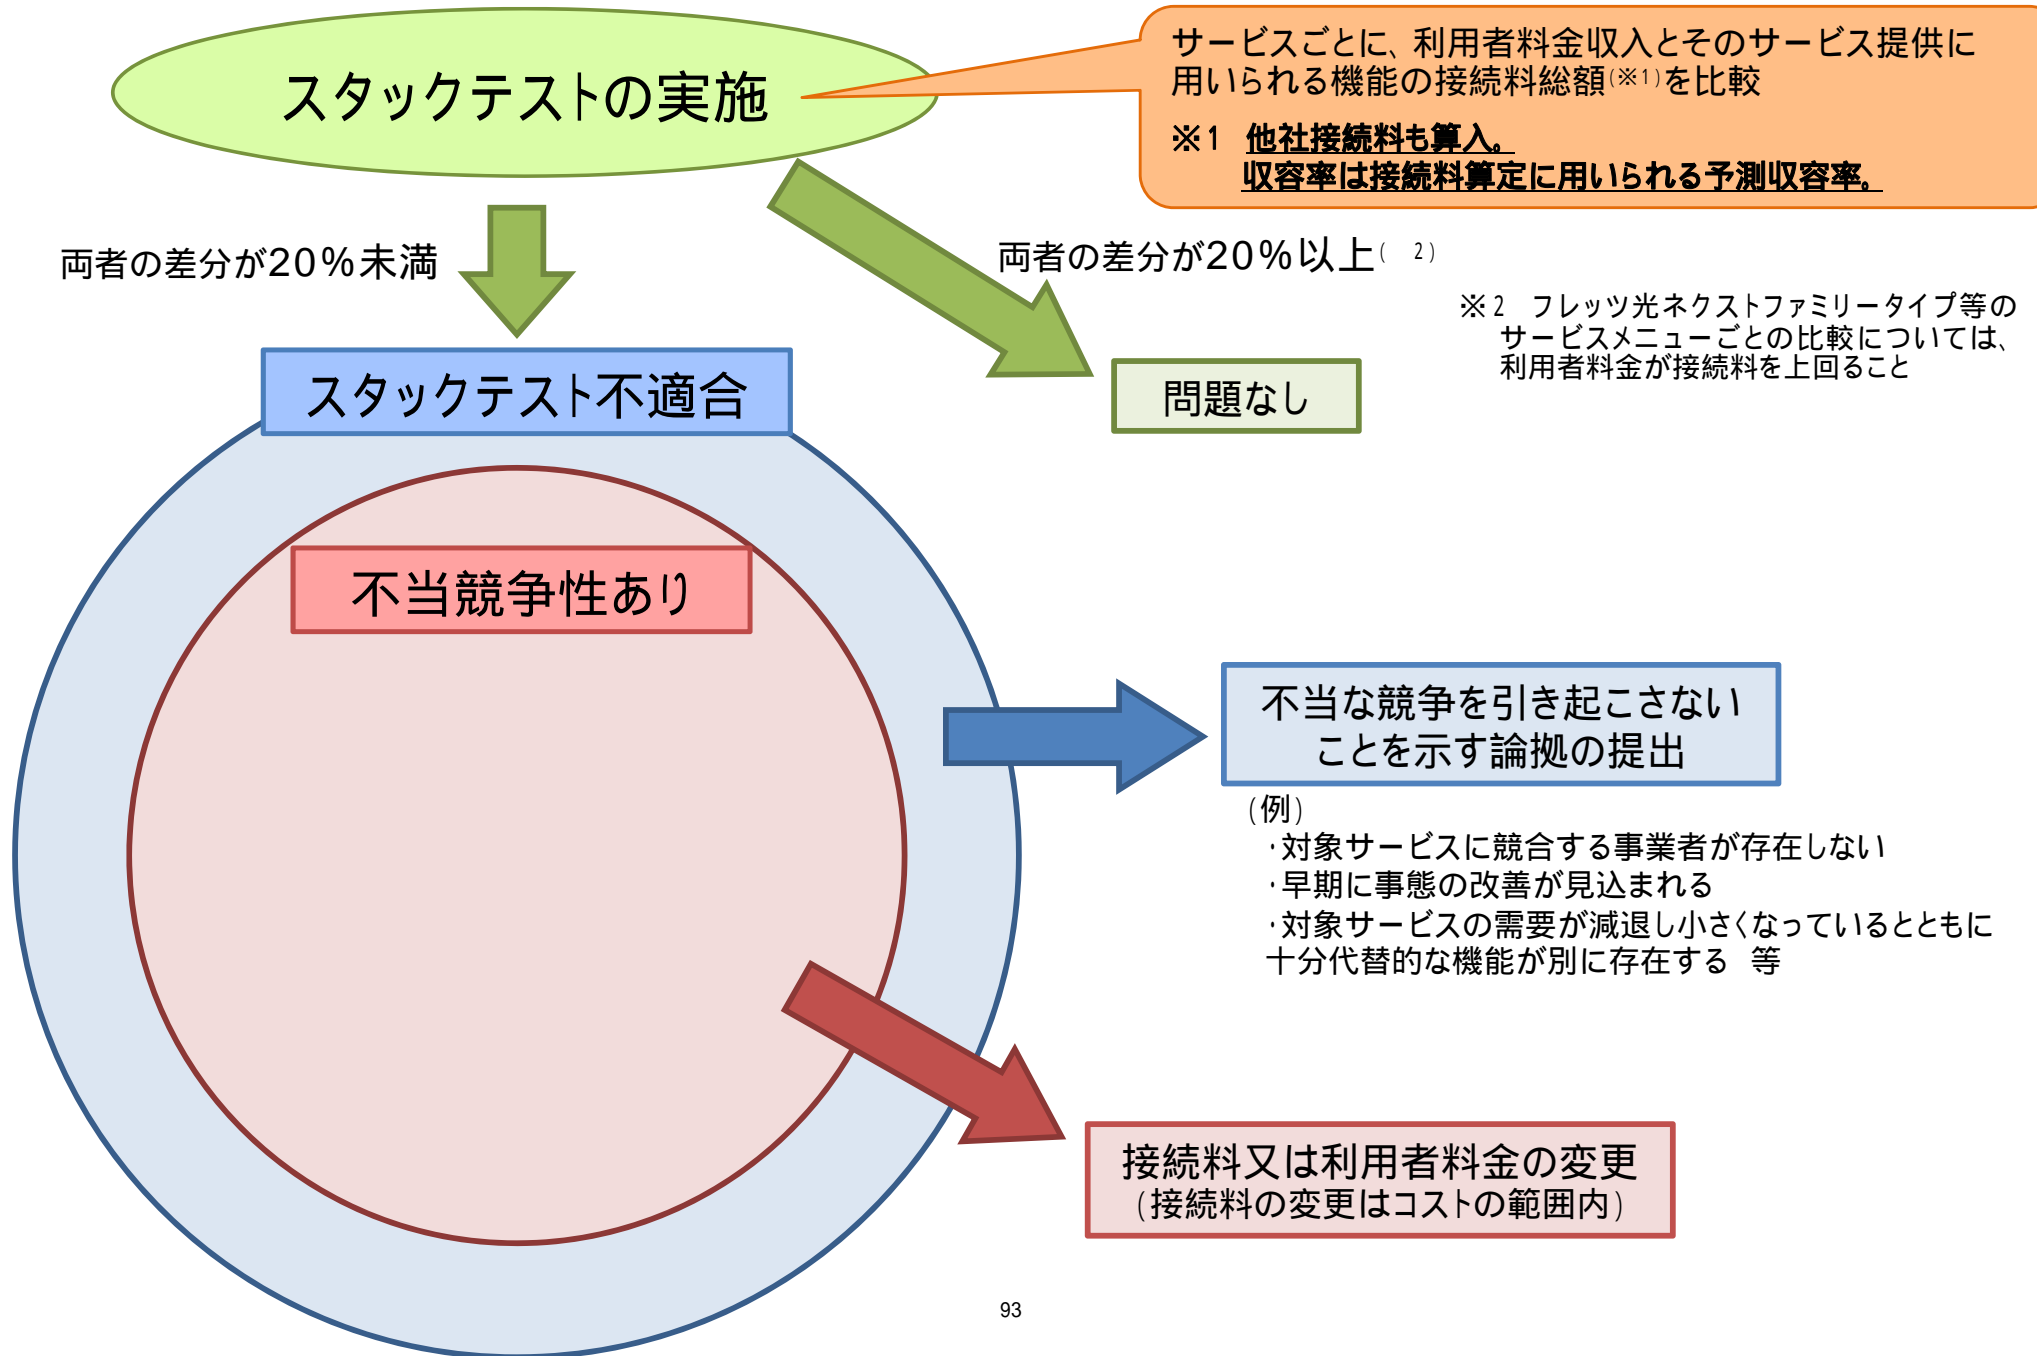 スタックテストの実施
サービスごとに、利用者料金収入とそのサービス提供に
用いられる機能の接続料総額(※1)を比較
※1 他社接続料も算入。
収容率は接続料算定に用いられる予測収容率。
両者の差分が20%未満
両者の差分が20%以上( 2)
※2 フレッツ光ネクストファミリータイプ等の
サービスメニューごとの比較については、
利用者料金が接続料を上回ること
スタックテスト不適合
問題なし
不当競争性あり
不当な競争を引き起こさない
ことを示す論拠の提出
(例)
・対象サービスに競合する事業者が存在しない
・早期に事態の改善が見込まれる
・対象サービスの需要が減退し小さくなっているとともに
十分代替的な機能が別に存在する 等
接続料又は利用者料金の変更
(接続料の変更はコストの範囲内)
93